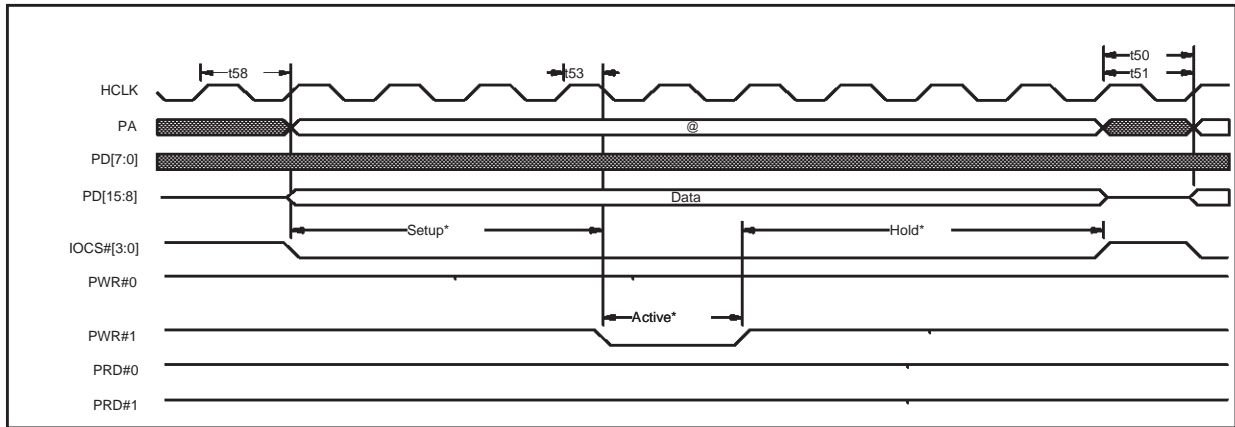 t58
t53
t50
t51
HCLK
PA
@
PD[7:0]
PD[15:8]
Data
Setup*
Hold*
IOCS#[3:0]
PWR#0
Active*
PWR#1
PRD#0
PRD#1